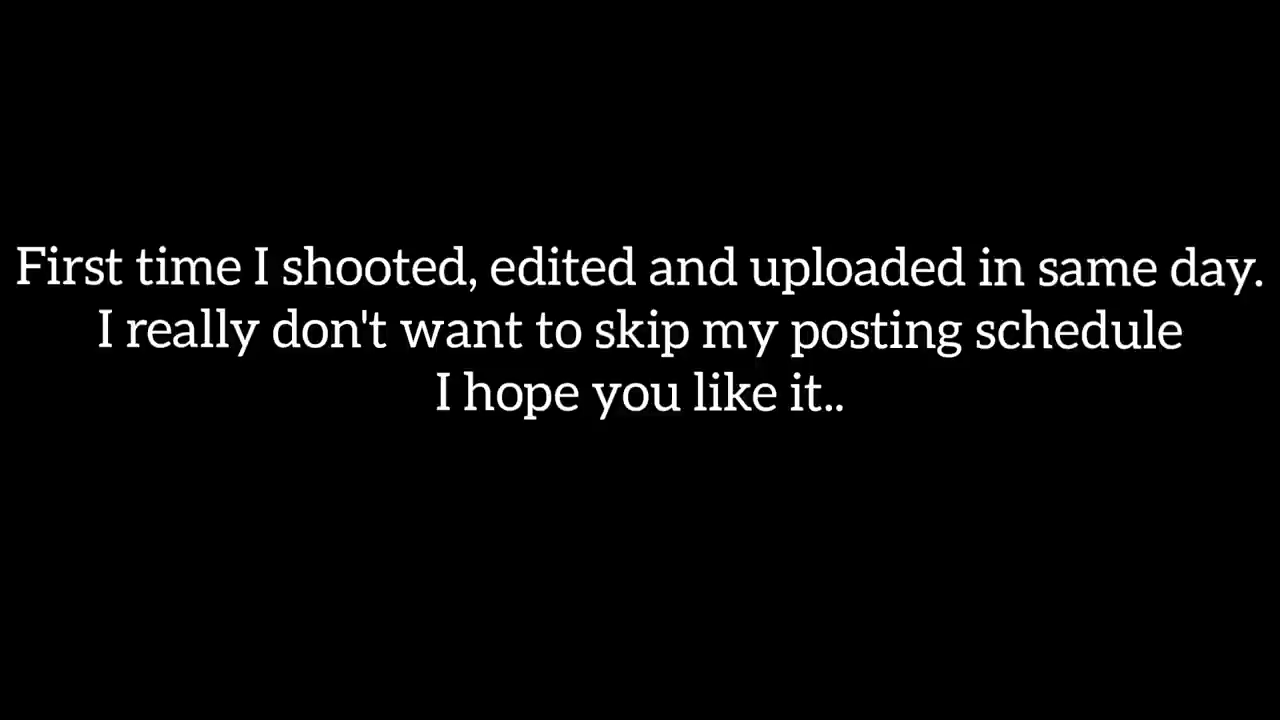 First time I shooted, edited and uploaded in same day.
I really don't want to skip my posting schedule
I hope you like it..